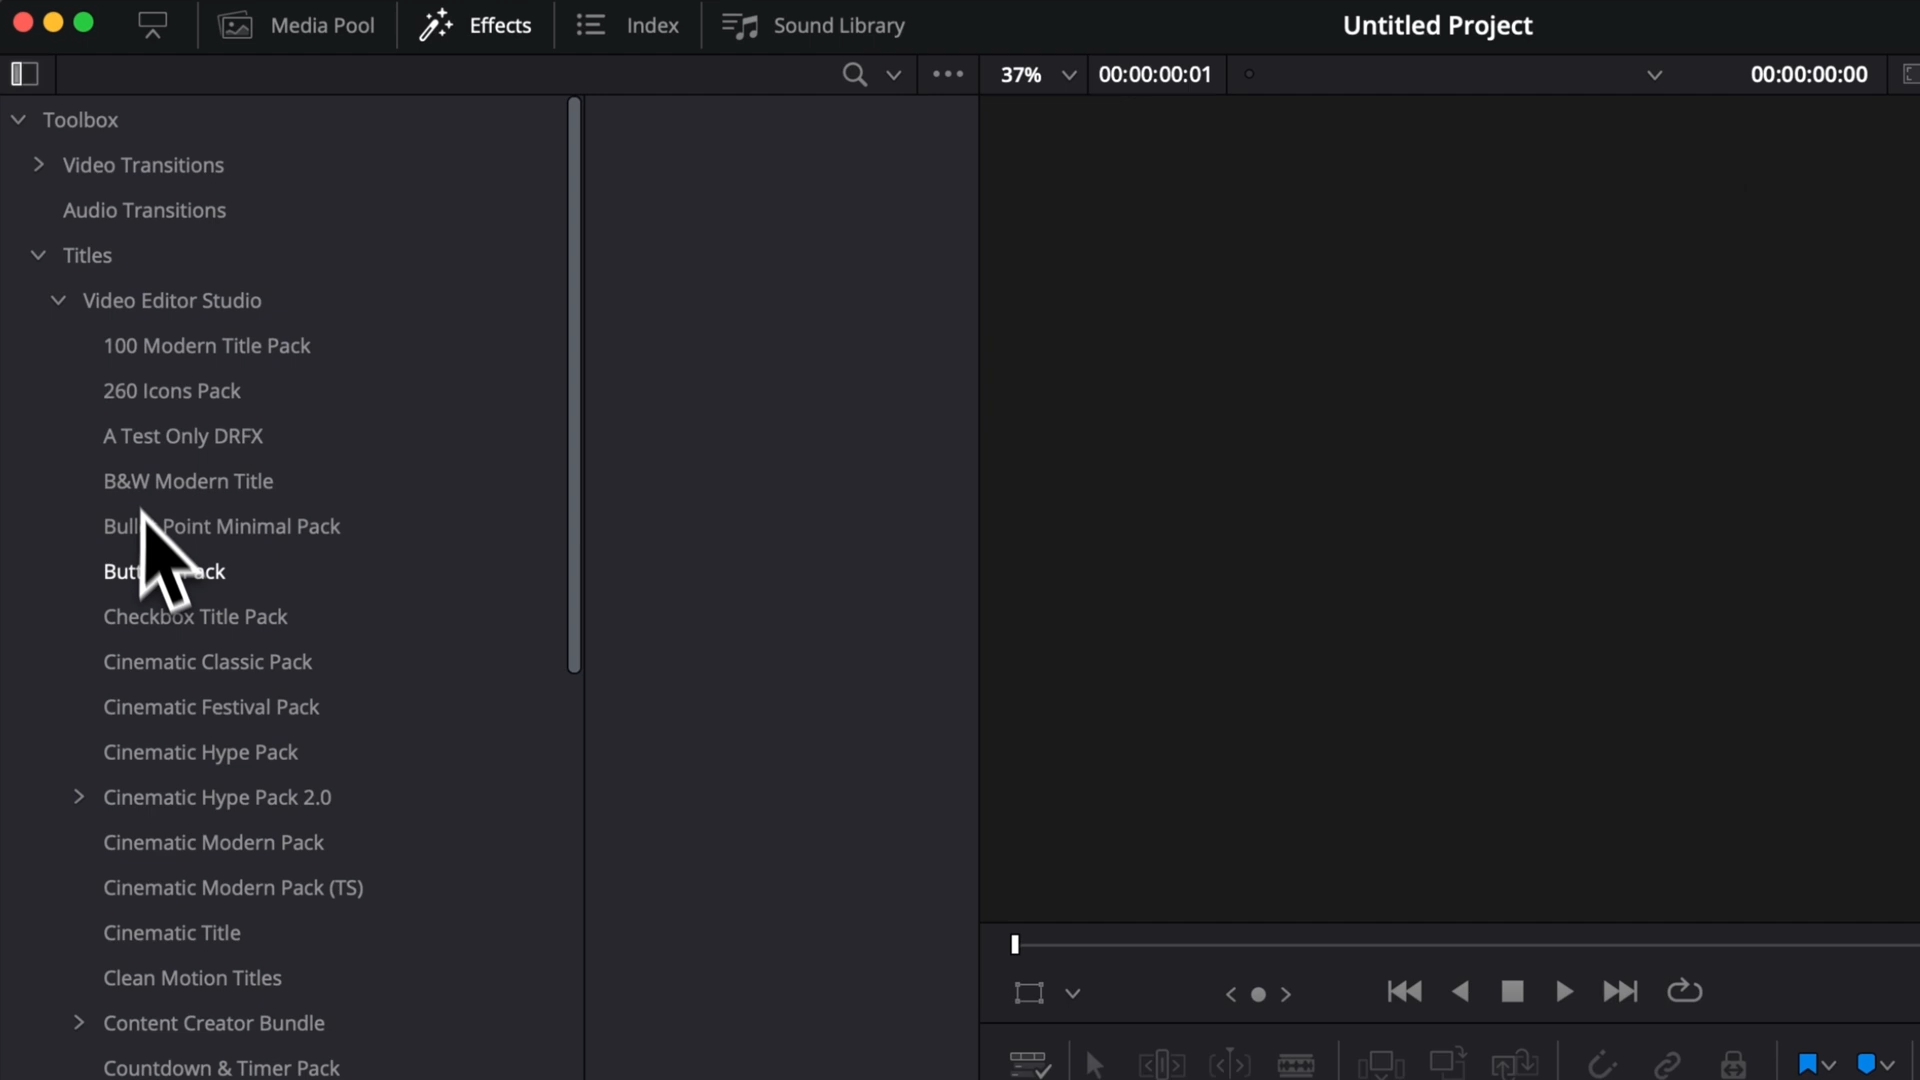 Media Pool
Effects
Index
Sound Library
Untitled Project
37%
00:00:00:01
00:00:00:00
Toolbox
Video Transitions
Audio Transitions
Titles
Video Editor Studio
100 Modern Title Pack
260 Icons Pack
A Test Only DRFX
B&W Modern Title
Point Minimal Pack
Checkbox Title Pack
Cinematic Classic Pack
Cinematic Festival Pack
Cinematic Hype Pack
Cinematic Hype Pack 2.0
Cinematic Modern Pack
Cinematic Modern Pack (TS)
Cinematic Title
Clean Motion Titles
Content Creator Bundle
Countdown & Timer Pack